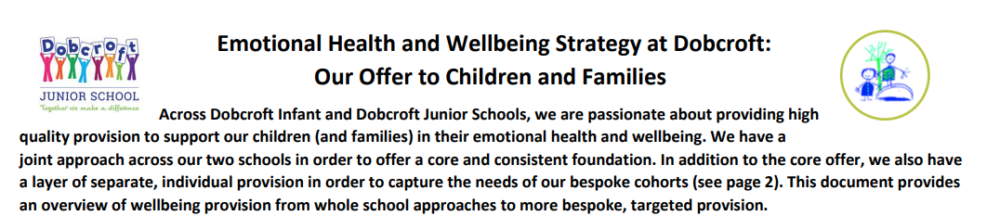 Dobcroft
JUNIOR SCHOOL
Together we make a difference
Emotional Health and Wellbeing Strategy at Dobcroft:
Our Offer to Children and Families
Across Dobcroft Infant and Dobcroft Junior Schools, we are passionate about providing high
quality provision to support our children (and families) in their emotional health and wellbeing. We have a
joint approach across our two schools in order to offer a core and consistent foundation. In addition to the core offer, we also have
a layer of separate, individual provision in order to capture the needs of our bespoke cohorts (see page 2). This document provides
an overview of wellbeing provision from whole school approaches to more bespoke, targeted provision.